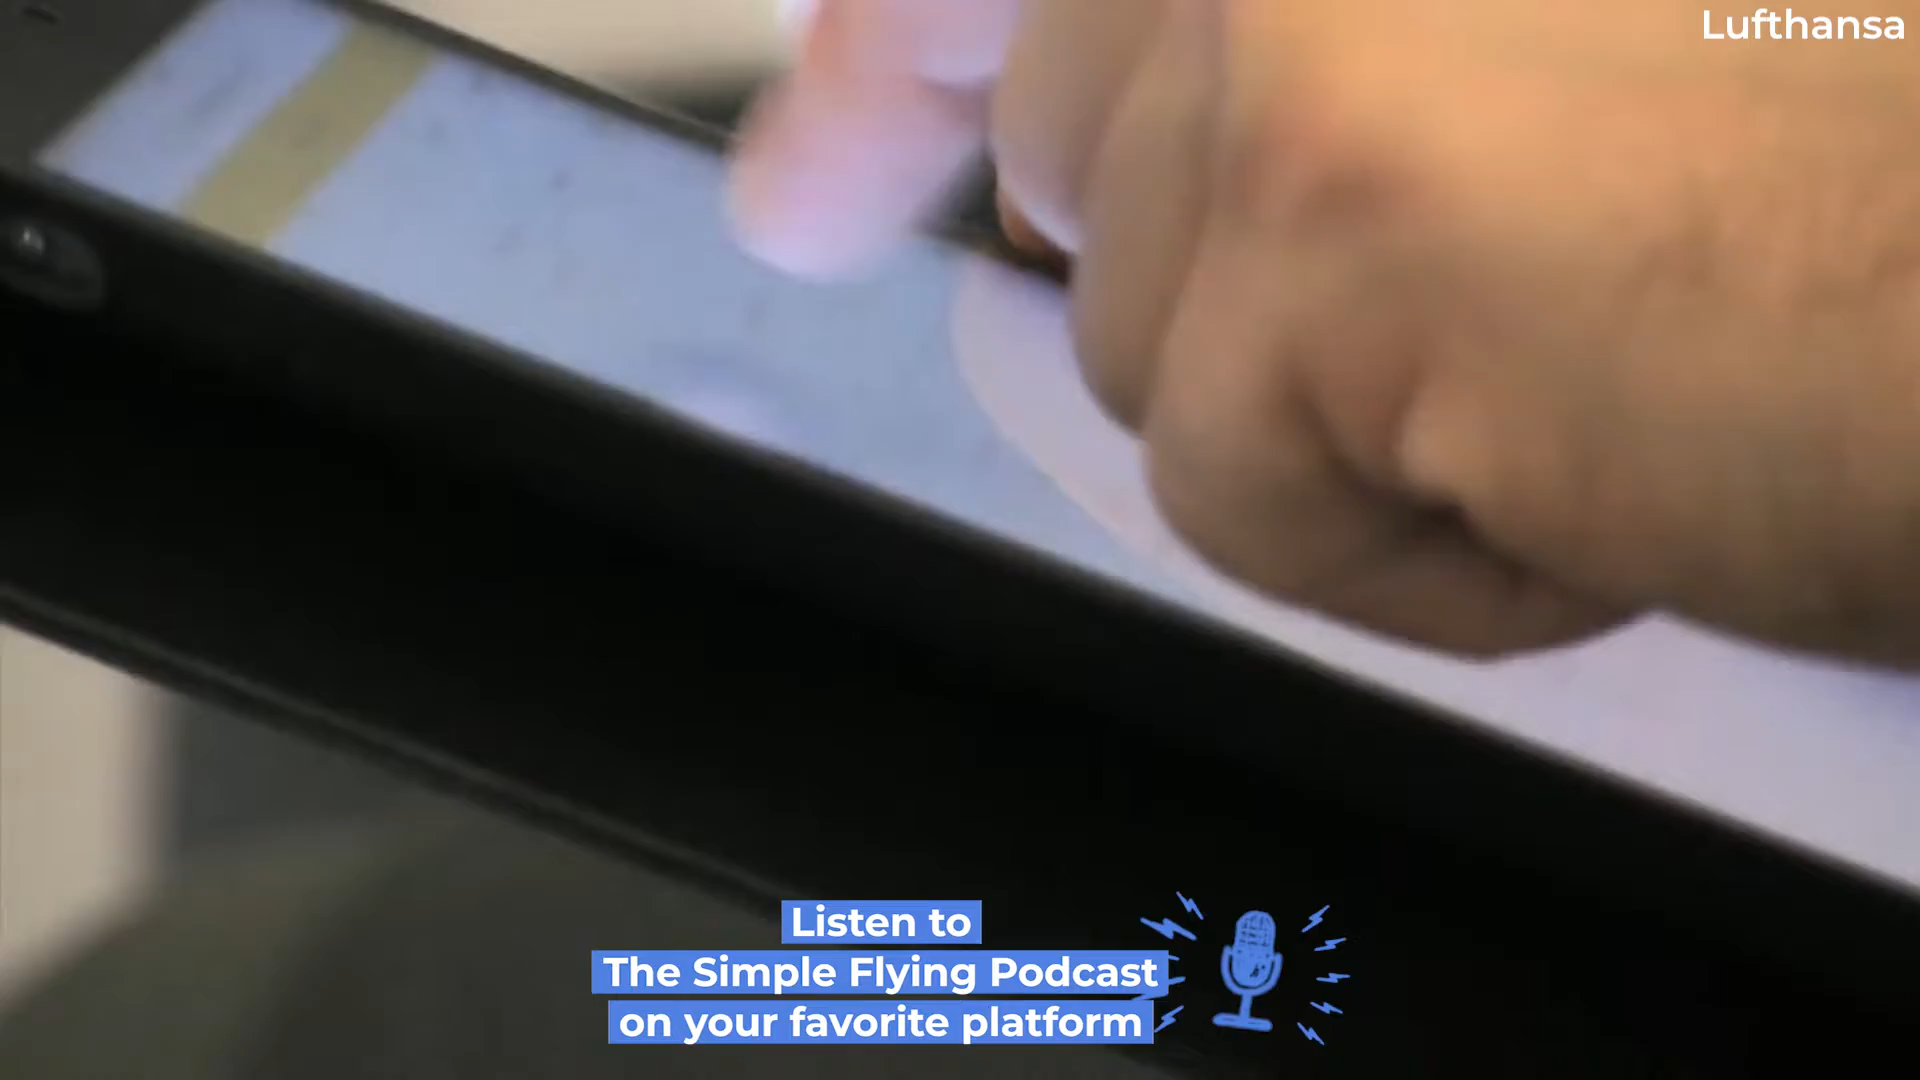 Lufthansa
Listen to
The Simple Flying Podcast
on your favorite platform